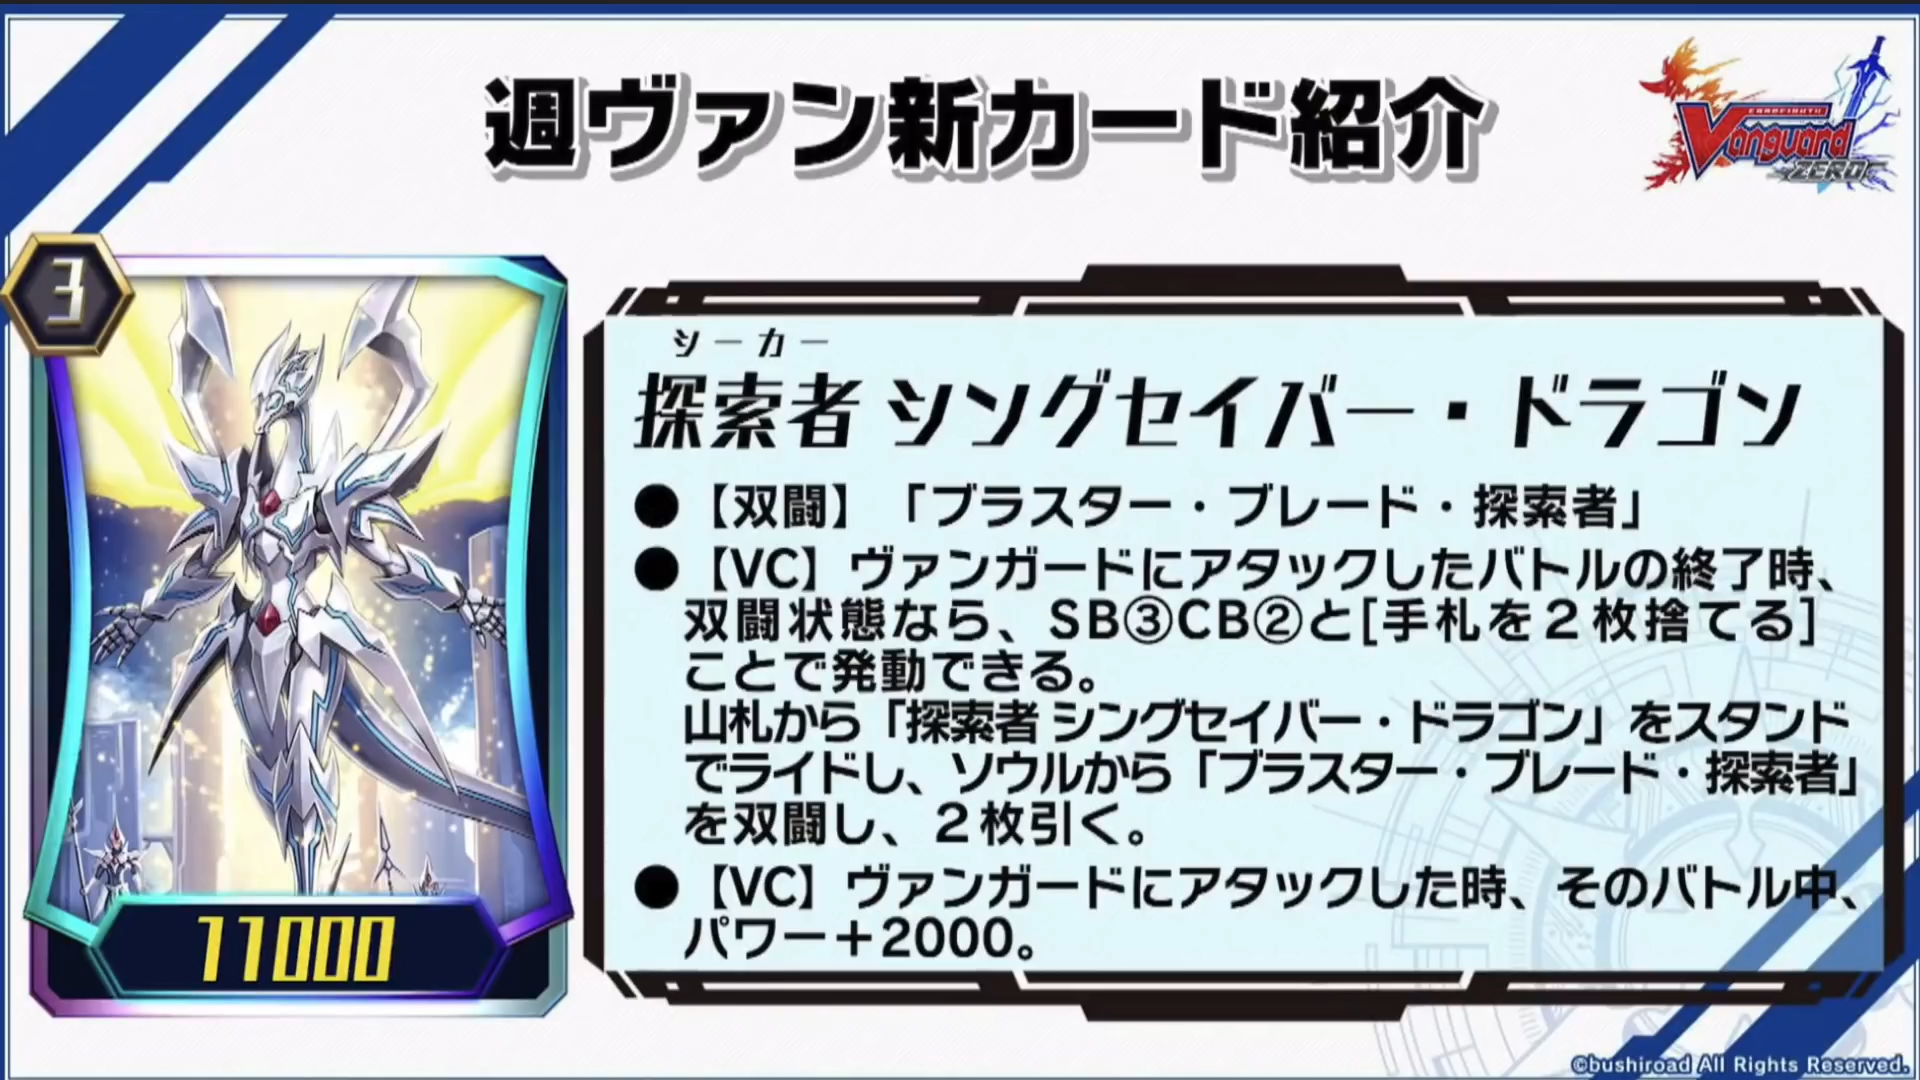 週ヴァン新カード紹介
CARDFIGHT!!
Vanguard
ZERO
3
11000
シーカー
探索者 シングセイバー・ドラゴン
●【双闘】「ブラスター・ブレード・探索者」
●【VC】ヴァンガードにアタックしたバトルの終了時、
双闘状態なら、SB③CB②と[手札を２枚捨てる]
ことで発動できる。
山札から「探索者 シングセイバー・ドラゴン」をスタンド
でライドし、ソウルから「ブラスター・ブレード・探索者」
を双闘し、２枚引く。
●【VC】ヴァンガードにアタックした時、そのバトル中、
パワー＋2000。
©bushiroad All Rights Reserved.